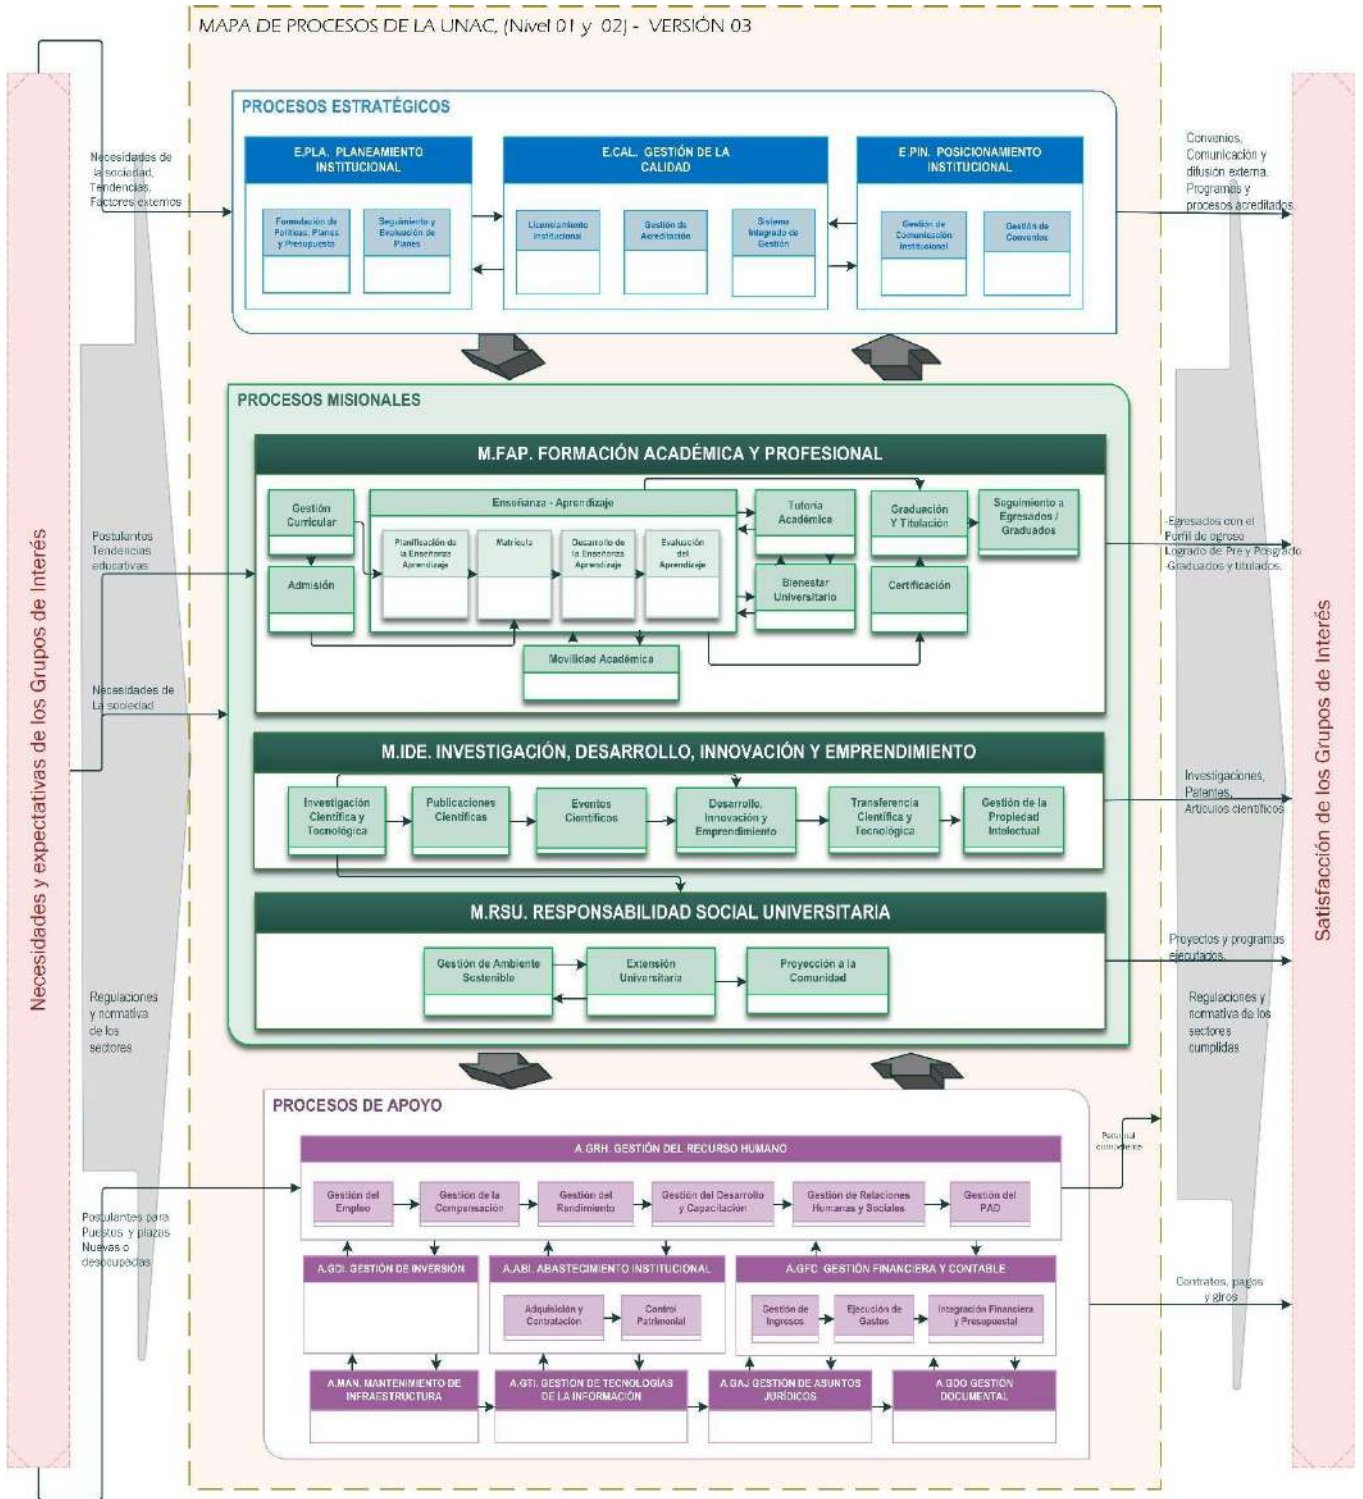 MAPA DE PROCESOS DE LA UNAC, (Nivel 01 y 02) - VERSIÓN 03
Necesidades y expectativas de los Grupos de Interés
Necesidades de
la sociedad,
Tendencias,
Factores externos
Postulantes
Tendencias
educativas
Necesidades de
La sociedad
Regulaciones
y normativa
de los
sectores
Postulantes para
Puestos y plazas
Nuevas o
desocupadas
PROCESOS ESTRATÉGICOS
E.PLA. PLANEAMIENTO
INSTITUCIONAL
Formulación de
Políticas, Planes
y Presupuesto
Seguimiento y
Evaluación de
Planes
E.CAL. GESTIÓN DE LA
CALIDAD
Licenciamiento
Institucional
Gestión de
Acreditación
Sistema
Integrado de
Gestión
E.PIN. POSICIONAMIENTO
INSTITUCIONAL
Gestión de
Comunicación
Institucional
Gestión de
Convenios
PROCESOS MISIONALES
M.FAP. FORMACIÓN ACADÉMICA Y PROFESIONAL
Gestión
Curricular
Admisión
Enseñanza - Aprendizaje
Planificación de
la Enseñanza
Aprendizaje
Matrícula
Desarrollo de
la Enseñanza
Aprendizaje
Evaluación
del
Aprendizaje
Movilidad Académica
Tutoría
Académica
Bienestar
Universitario
Graduación
Y Titulación
Certificación
Seguimiento a
Egresados /
Graduados
M.IDE. INVESTIGACIÓN, DESARROLLO, INNOVACIÓN Y EMPRENDIMIENTO
Investigación
Científica y
Tecnológica
Publicaciones
Científicas
Eventos
Científicos
Desarrollo,
Innovación y
Emprendimiento
Transferencia
Científica y
Tecnológica
Gestión de la
Propiedad
Intelectual
M.RSU. RESPONSABILIDAD SOCIAL UNIVERSITARIA
Gestión de Ambiente
Sostenible
Extensión
Universitaria
Proyección a la
Comunidad
PROCESOS DE APOYO
A.GRH. GESTIÓN DEL RECURSO HUMANO
Gestión del
Empleo
Gestión de la
Compensación
Gestión del
Rendimiento
Gestión del Desarrollo
y Capacitación
Gestión de Relaciones
Humanas y Sociales
Gestión del
PAD
A.GDI. GESTIÓN DE INVERSIÓN
A.ABI. ABASTECIMIENTO INSTITUCIONAL
Adquisición y
Contratación
Control
Patrimonial
A.GFC. GESTIÓN FINANCIERA Y CONTABLE
Gestión de
Ingresos
Ejecución de
Gastos
Integración Financiera
y Presupuestal
A.MAN. MANTENIMIENTO DE
INFRAESTRUCTURA
A.GTI. GESTIÓN DE TECNOLOGÍAS
DE LA INFORMACIÓN
A.GAJ GESTIÓN DE ASUNTOS
JURÍDICOS
A.GDO GESTIÓN
DOCUMENTAL
Convenios,
Comunicación y
difusión externa.
Programas y
procesos acreditados.
-Egresados con el
Perfil de egreso
Logrado de Pre y Posgrado
-Graduados y titulados.
Investigaciones,
Patentes,
Artículos científicos
Proyectos y programas
ejecutados.
Regulaciones y
normativa de los
sectores
cumplidas
Personal
competente
Contratos, pagos
y giros
Satisfacción de los Grupos de Interés